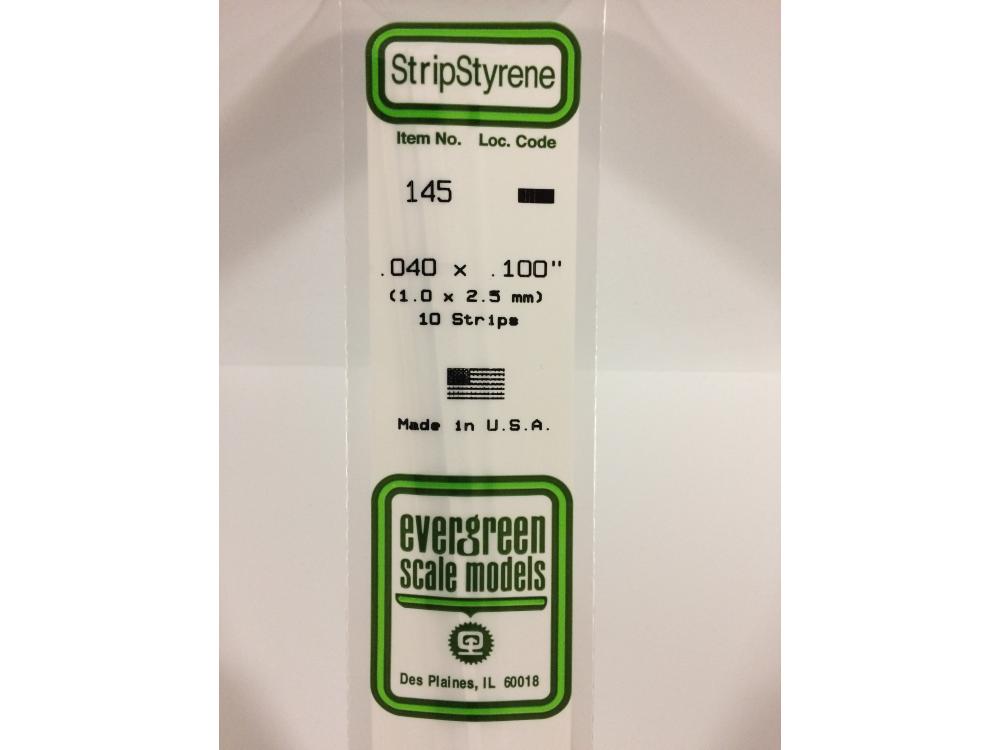 StripStyrene
Item No. Loc. Code
145
.040 x .100"
(1.0 x 2.5 mm)
10 Strips
Made in U.S.A.
evergreen
scale models
Des Plaines, IL 60018